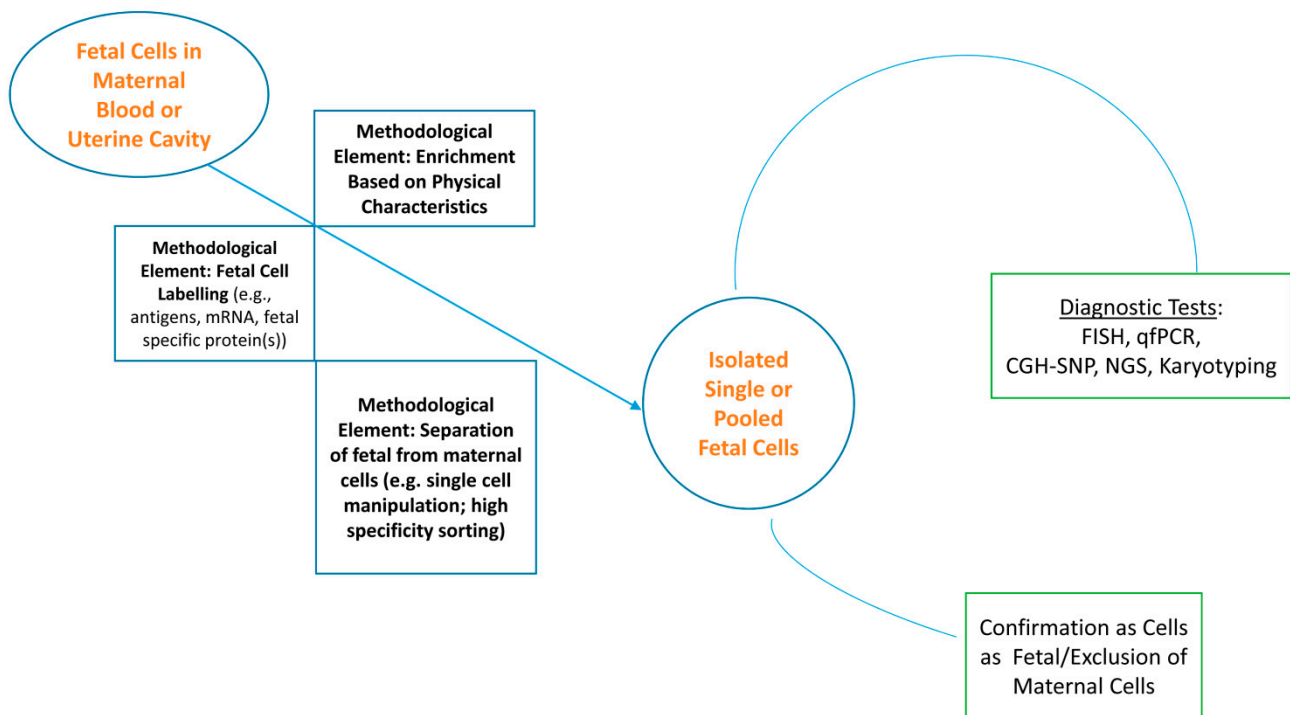 Fetal Cells in
Maternal
Blood or
Uterine Cavity
Methodological
Element: Enrichment
Based on Physical
Characteristics
Methodological
Element: Fetal Cell
Labelling (e.g.,
antigens, mRNA, fetal
specific protein(s))
Methodological
Element: Separation
of fetal from maternal
cells (e.g. single cell
manipulation; high
specificity sorting)
Isolated
Single or
Pooled
Fetal Cells
Diagnostic Tests:
FISH, qfPCR,
CGH-SNP, NGS, Karyotyping
Confirmation as Cells
as Fetal/Exclusion of
Maternal Cells